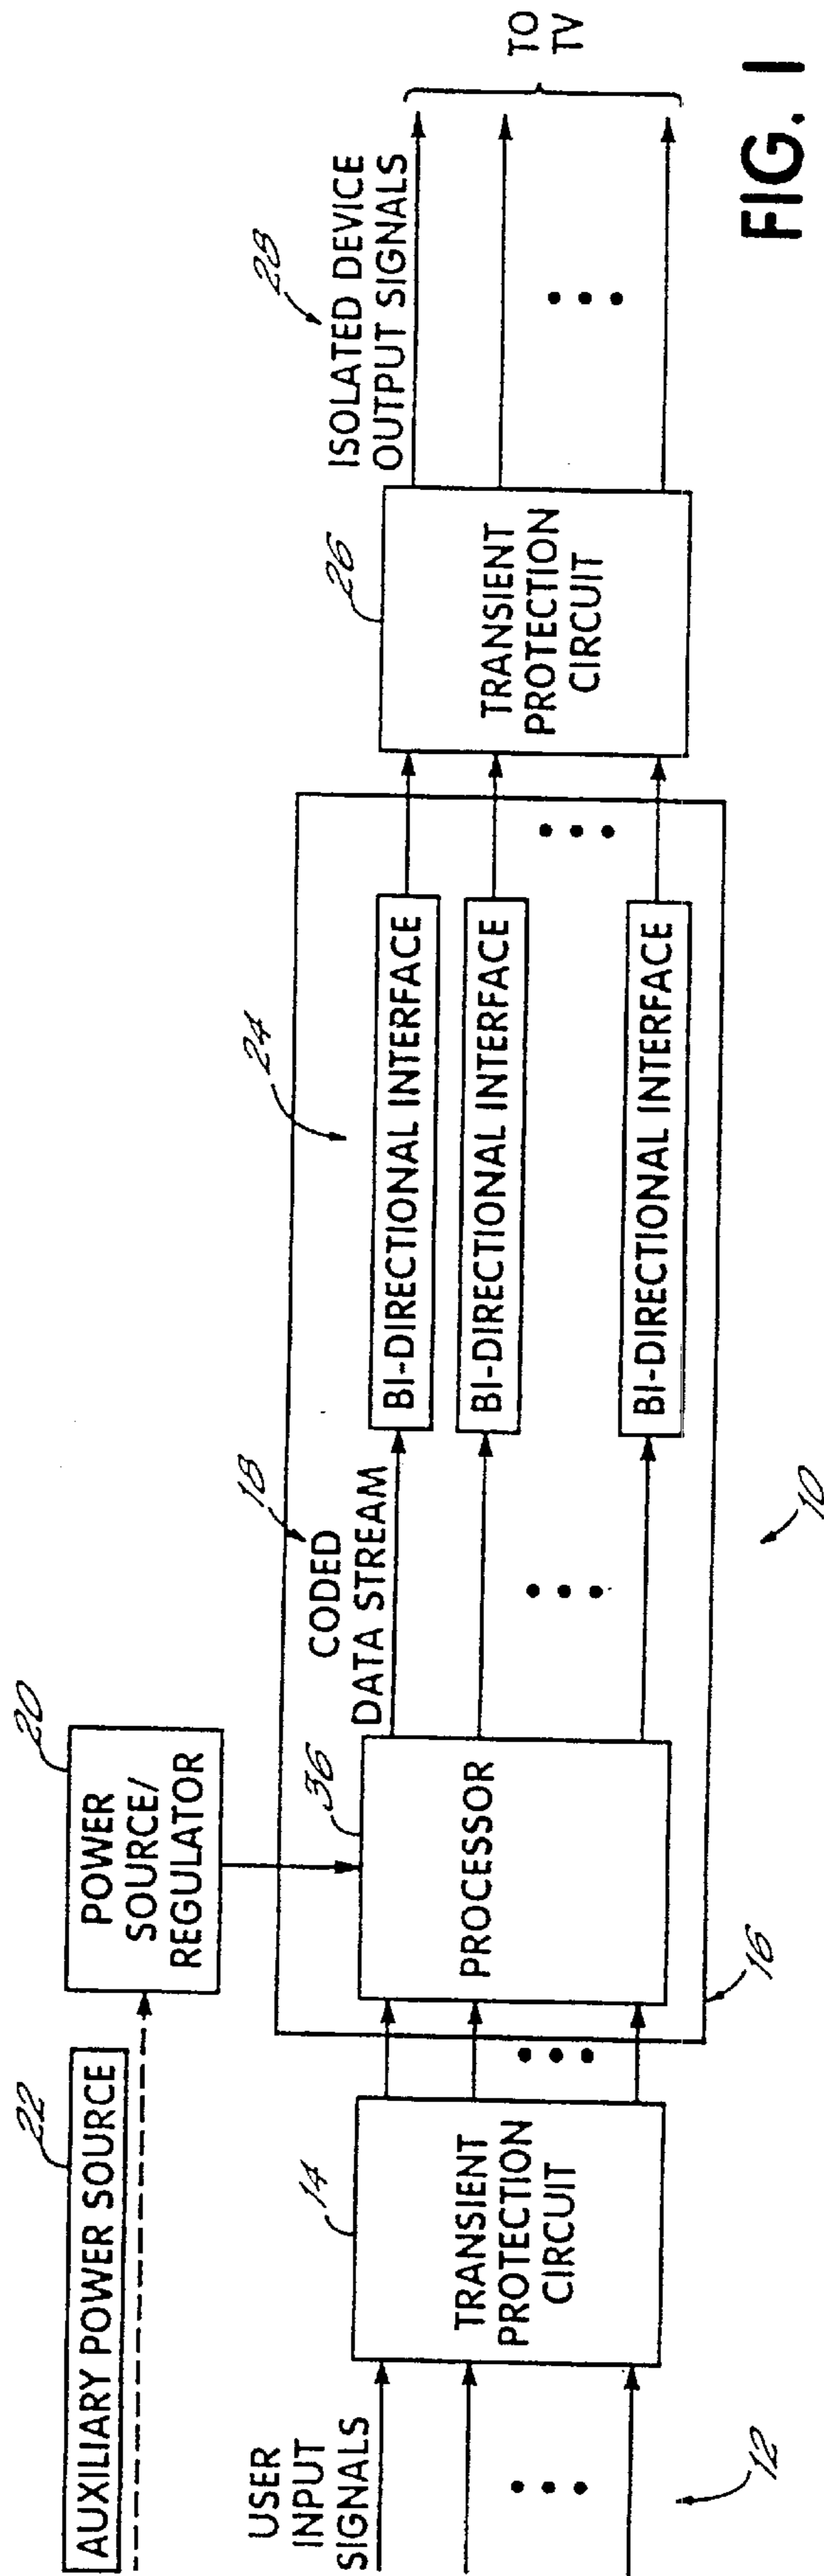 22
AUXILIARY POWER SOURCE
20
POWER
SOURCE/
REGULATOR
USER
INPUT
SIGNALS
12
14
TRANSIENT
PROTECTION
CIRCUIT
16
36
PROCESSOR
18
CODED
DATA STREAM
24
BI-DIRECTIONAL INTERFACE
BI-DIRECTIONAL INTERFACE
BI-DIRECTIONAL INTERFACE
10
26
TRANSIENT
PROTECTION
CIRCUIT
28
ISOLATED DEVICE
OUTPUT SIGNALS
TO
TV
FIG. 1